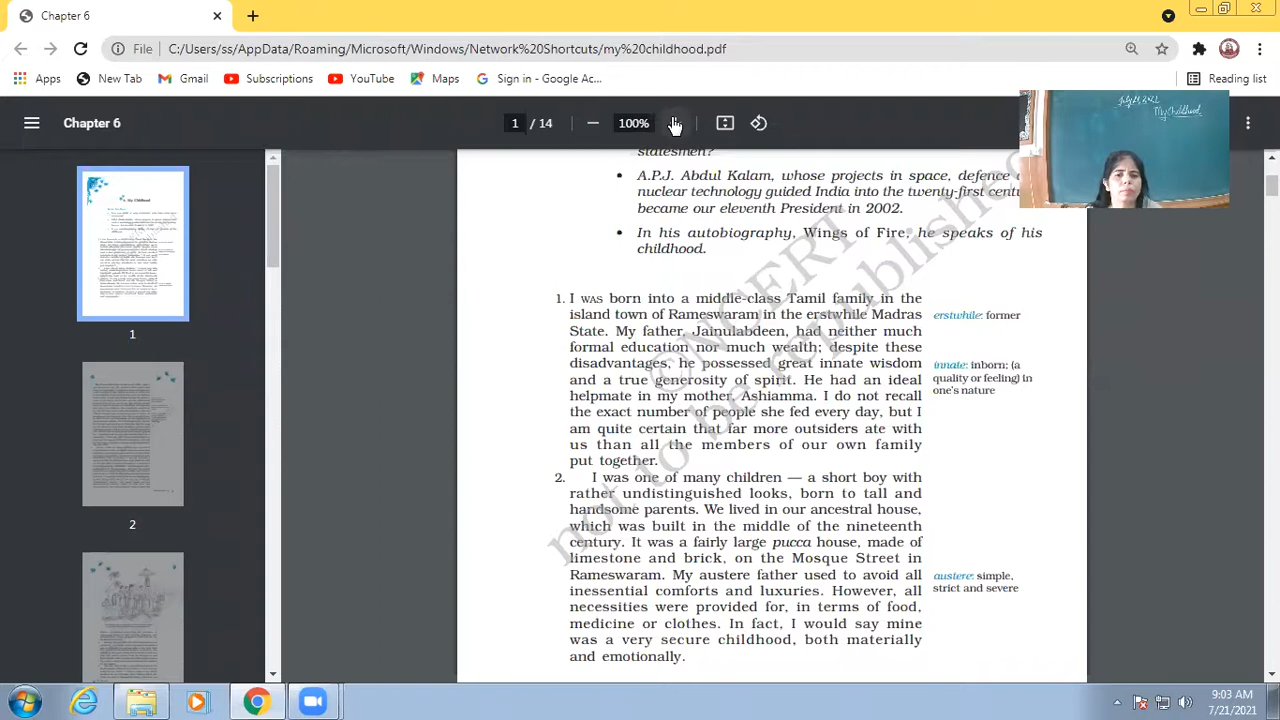 Chapter 6
File
C:/Users/ss/AppData/Roaming/Microsoft/Windows/Network%20Shortcuts/my%20childhood.pdf
Apps
New Tab
Gmail
Subscriptions
YouTube
Maps
Sign in - Google Ac...
Reading list
Chapter 6
1 / 14
100%
My Childhood
statesmen?
• A.P.J. Abdul Kalam, whose projects in space, defence
nuclear technology guided India into the twenty-first
became our eleventh President in 2002.
• In his autobiography, Wings of Fire, he speaks of his
childhood.
1. I WAS born into a middle-class Tamil family in the
island town of Rameswaram in the erstwhile Madras
State. My father, Jainulabdeen, had neither much
formal education nor much wealth; despite these
disadvantages, he possessed great innate wisdom
and a true generosity of spirit. He had an ideal
helpmate in my mother, Ashiamma. I do not recall
the exact number of people she fed every day, but I
am quite certain that far more outsiders ate with
us than all the members of our own family
put together.
erstwhile: former
innate: inborn; (a
quality or feeling) in
one's nature
2. I was one of many children — a short boy with
rather undistinguished looks, born to tall and
handsome parents. We lived in our ancestral house,
which was built in the middle of the nineteenth
century. It was a fairly large pucca house, made of
limestone and brick, on the Mosque Street in
Rameswaram. My austere father used to avoid all
inessential comforts and luxuries. However, all
necessities were provided for, in terms of food,
medicine or clothes. In fact, I would say mine
was a very secure childhood, both materially
and emotionally.
austere: simple,
strict and severe
not to be republished
1
2
9:03 AM
7/21/2021